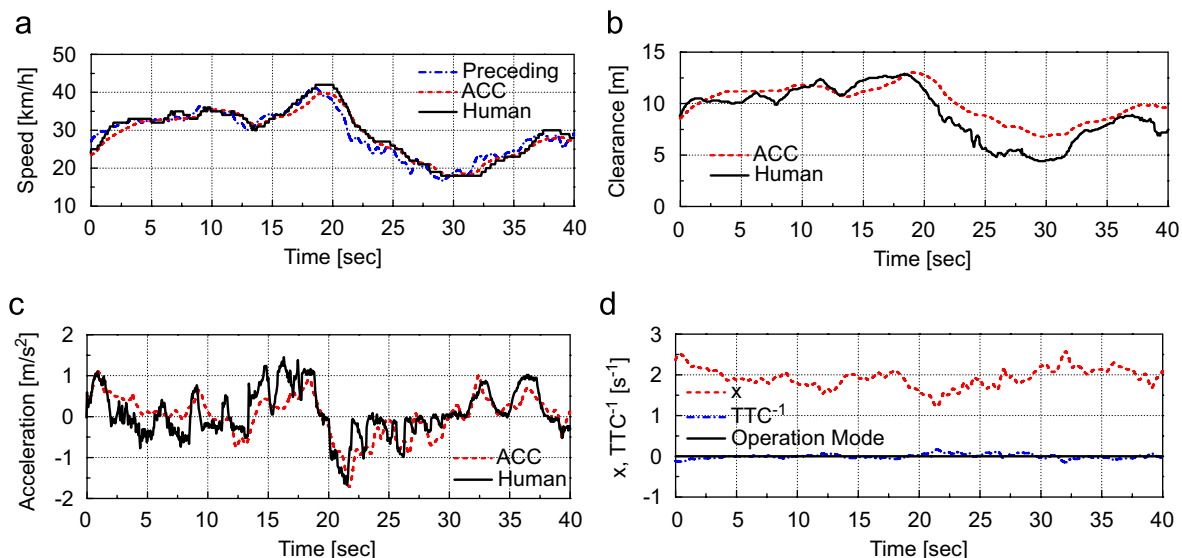 a
50
40
30
20
10
Speed [km/h]
Preceding
ACC
Human
0 5 10 15 20 25 30 35 40
Time [sec]
b
15
10
5
0
Clearance [m]
ACC
Human
0 5 10 15 20 25 30 35 40
Time [sec]
c
2
1
0
-1
-2
Acceleration [m/s²]
ACC
Human
0 5 10 15 20 25 30 35 40
Time [sec]
d
3
2
1
0
-1
x, TTC⁻¹ [s⁻¹]
x
TTC⁻¹
Operation Mode
0 5 10 15 20 25 30 35 40
Time [sec]